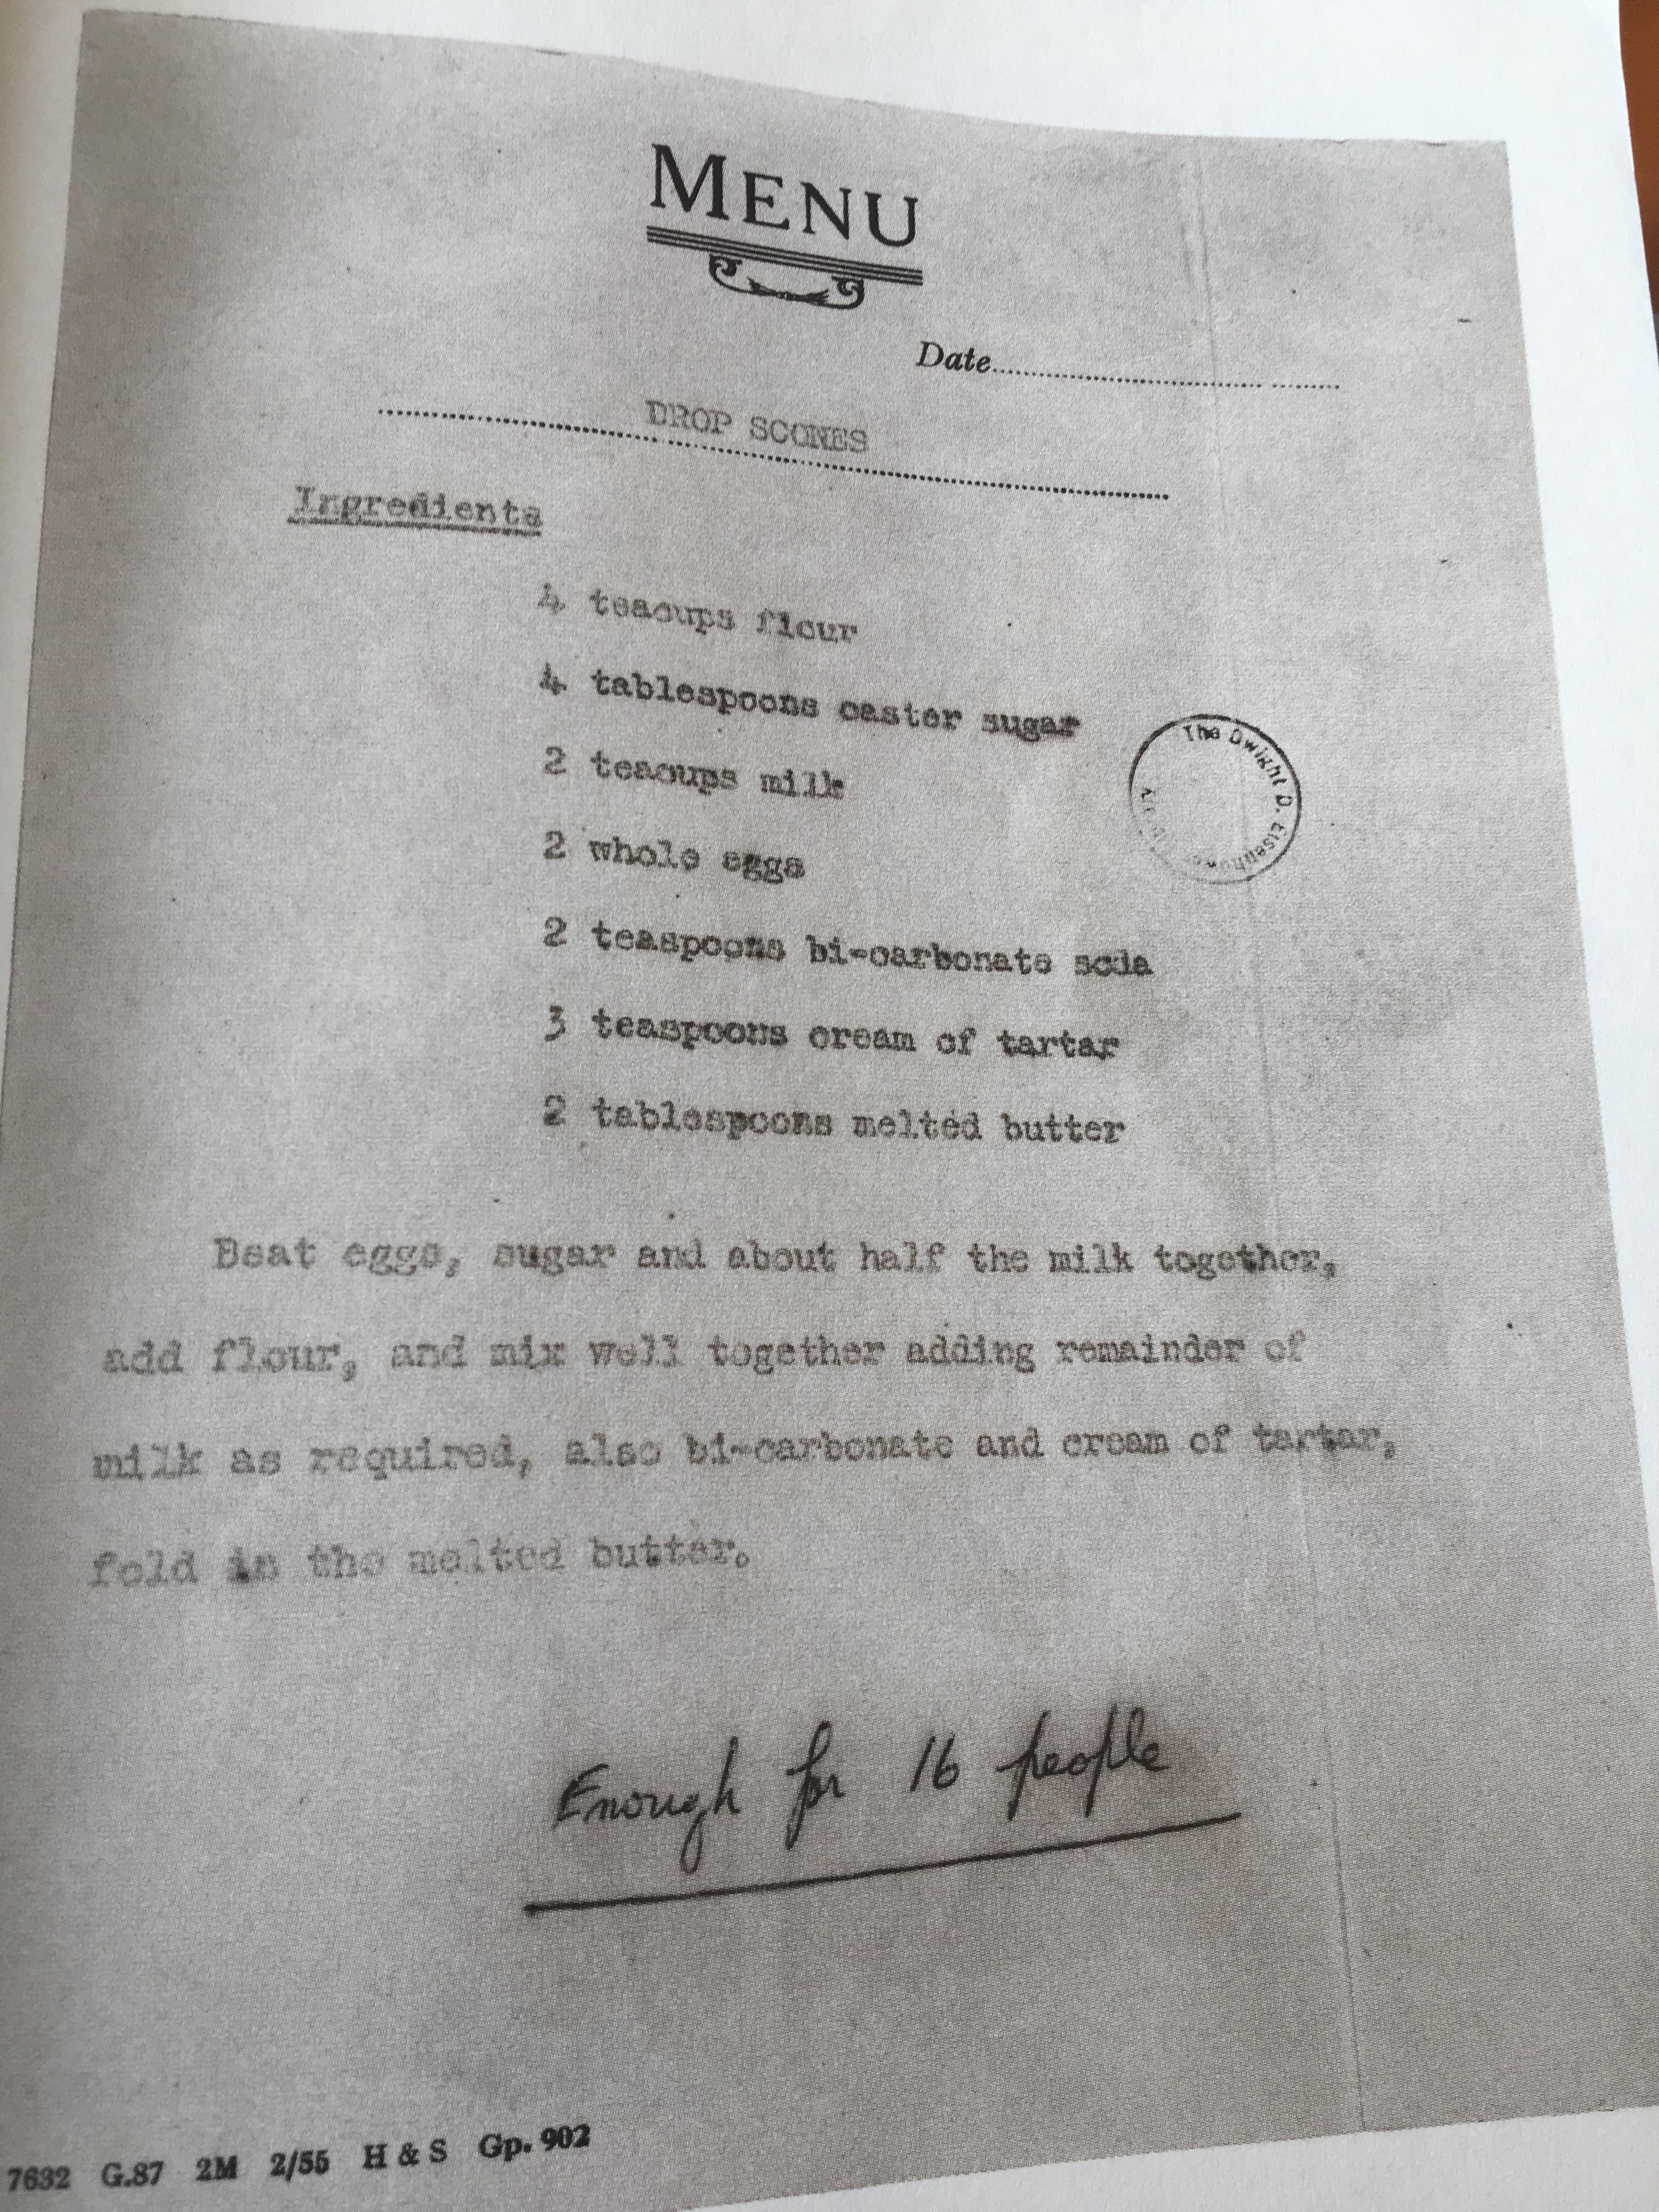 MENU
Date
DROP SCONES
Ingredients
4 teacups flour
4 tablespoons caster sugar
2 teacups milk
2 whole eggs
2 teaspoons bi-carbonate soda
3 teaspoons cream of tartar
2 tablespoons melted butter
The Dwight D. Eisenhower
Beat eggs, sugar and about half the milk together,
add flour, and mix well together adding remainder of
milk as required, also bi-carbonate and cream of tartar,
fold in the melted butter.
Enough for 16 people
7632 G.87 2M 2/55 H & S Gp. 902